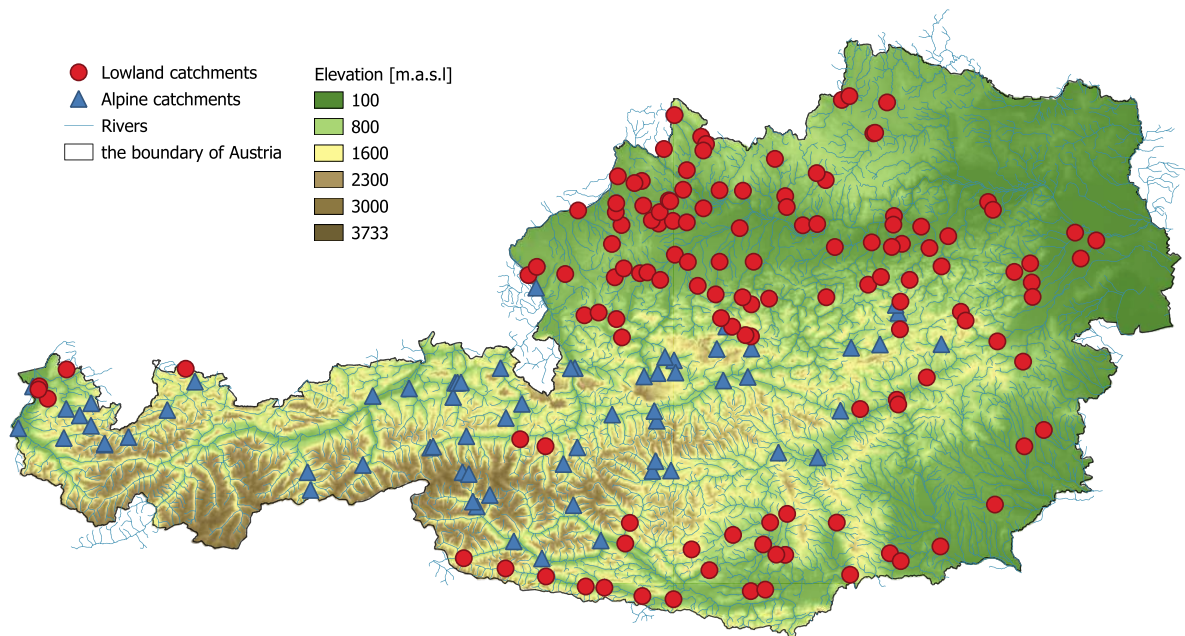 Lowland catchments
Alpine catchments
Rivers
the boundary of Austria
Elevation [m.a.s.l]
100
800
1600
2300
3000
3733